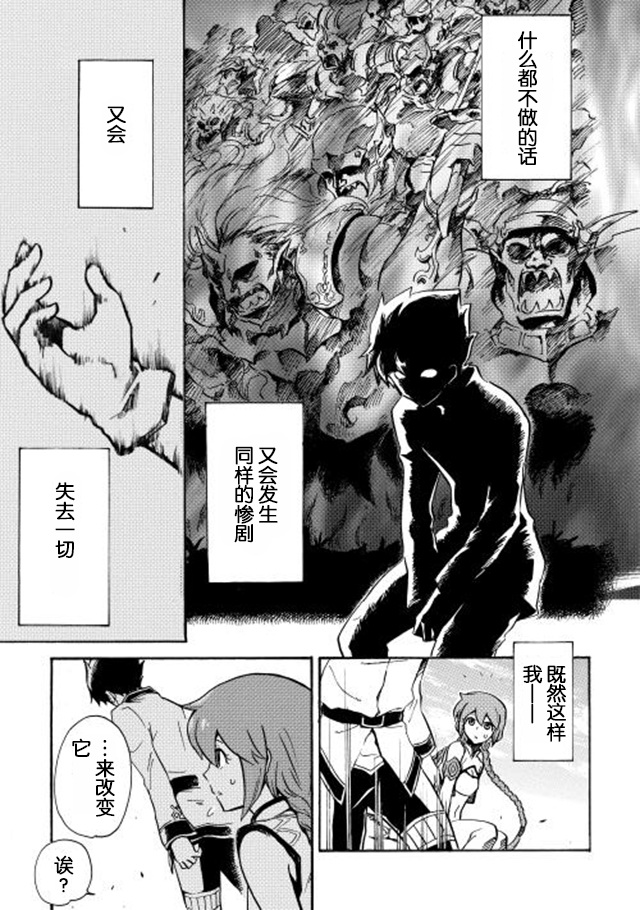 什么都不做的话
又会发生
同样的惨剧
又会
失去一切
既然这样
我——
…来改变
它
诶？